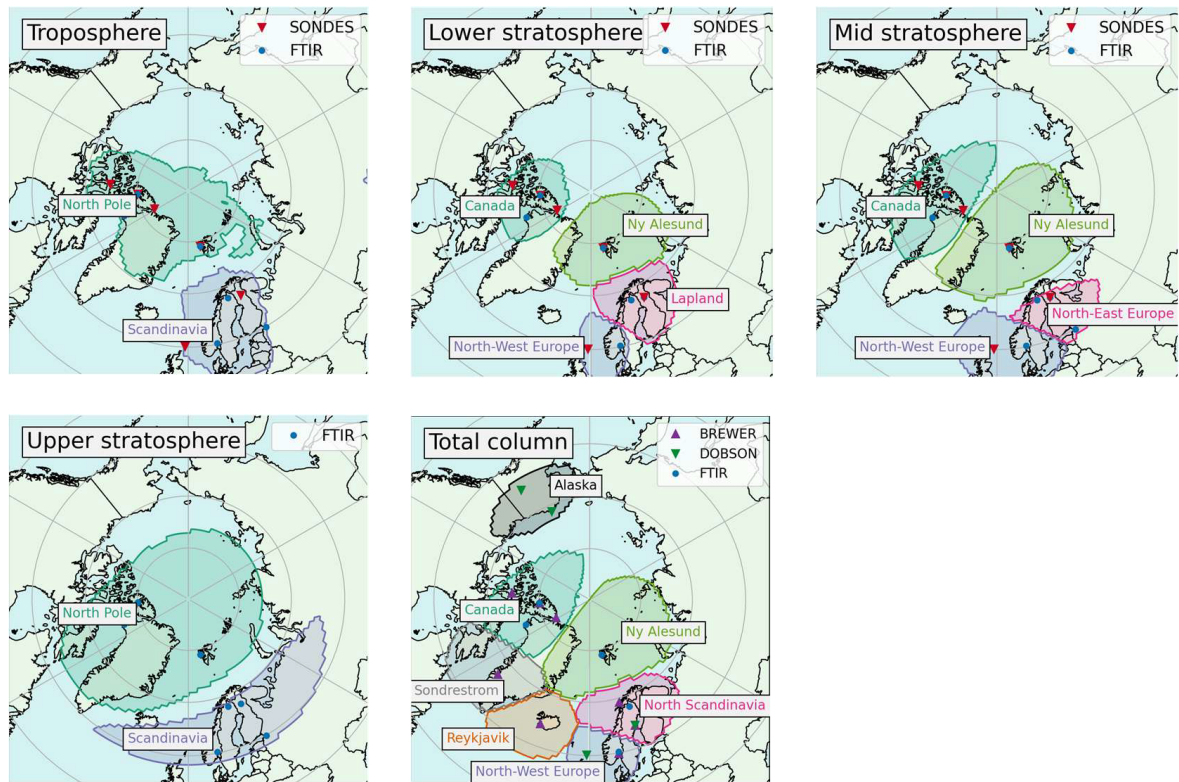 Troposphere
SONDES
FTIR
North Pole
Scandinavia
Lower stratosphere
SONDES
FTIR
Canada
Ny Alesund
Lapland
North-West Europe
Mid stratosphere
SONDES
FTIR
Canada
Ny Alesund
North-East Europe
North-West Europe
Upper stratosphere
FTIR
North Pole
Scandinavia
Total column
BREWER
DOBSON
FTIR
Alaska
Canada
Ny Alesund
Sondrestrom
North Scandinavia
Reykjavik
North-West Europe